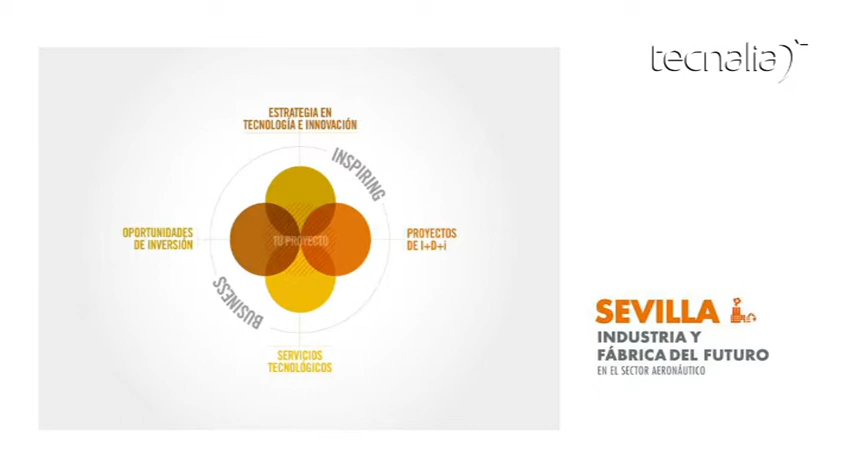 tecnalia
ESTRATEGIA EN
TECNOLOGÍA E INNOVACIÓN
INSPIRING
OPORTUNIDADES
DE INVERSIÓN
TU PROYECTO
PROYECTOS
DE I+D+i
BUSINESS
SERVICIOS
TECNOLÓGICOS
SEVILLA
INDUSTRIA Y
FÁBRICA DEL FUTURO
EN EL SECTOR AERONÁUTICO